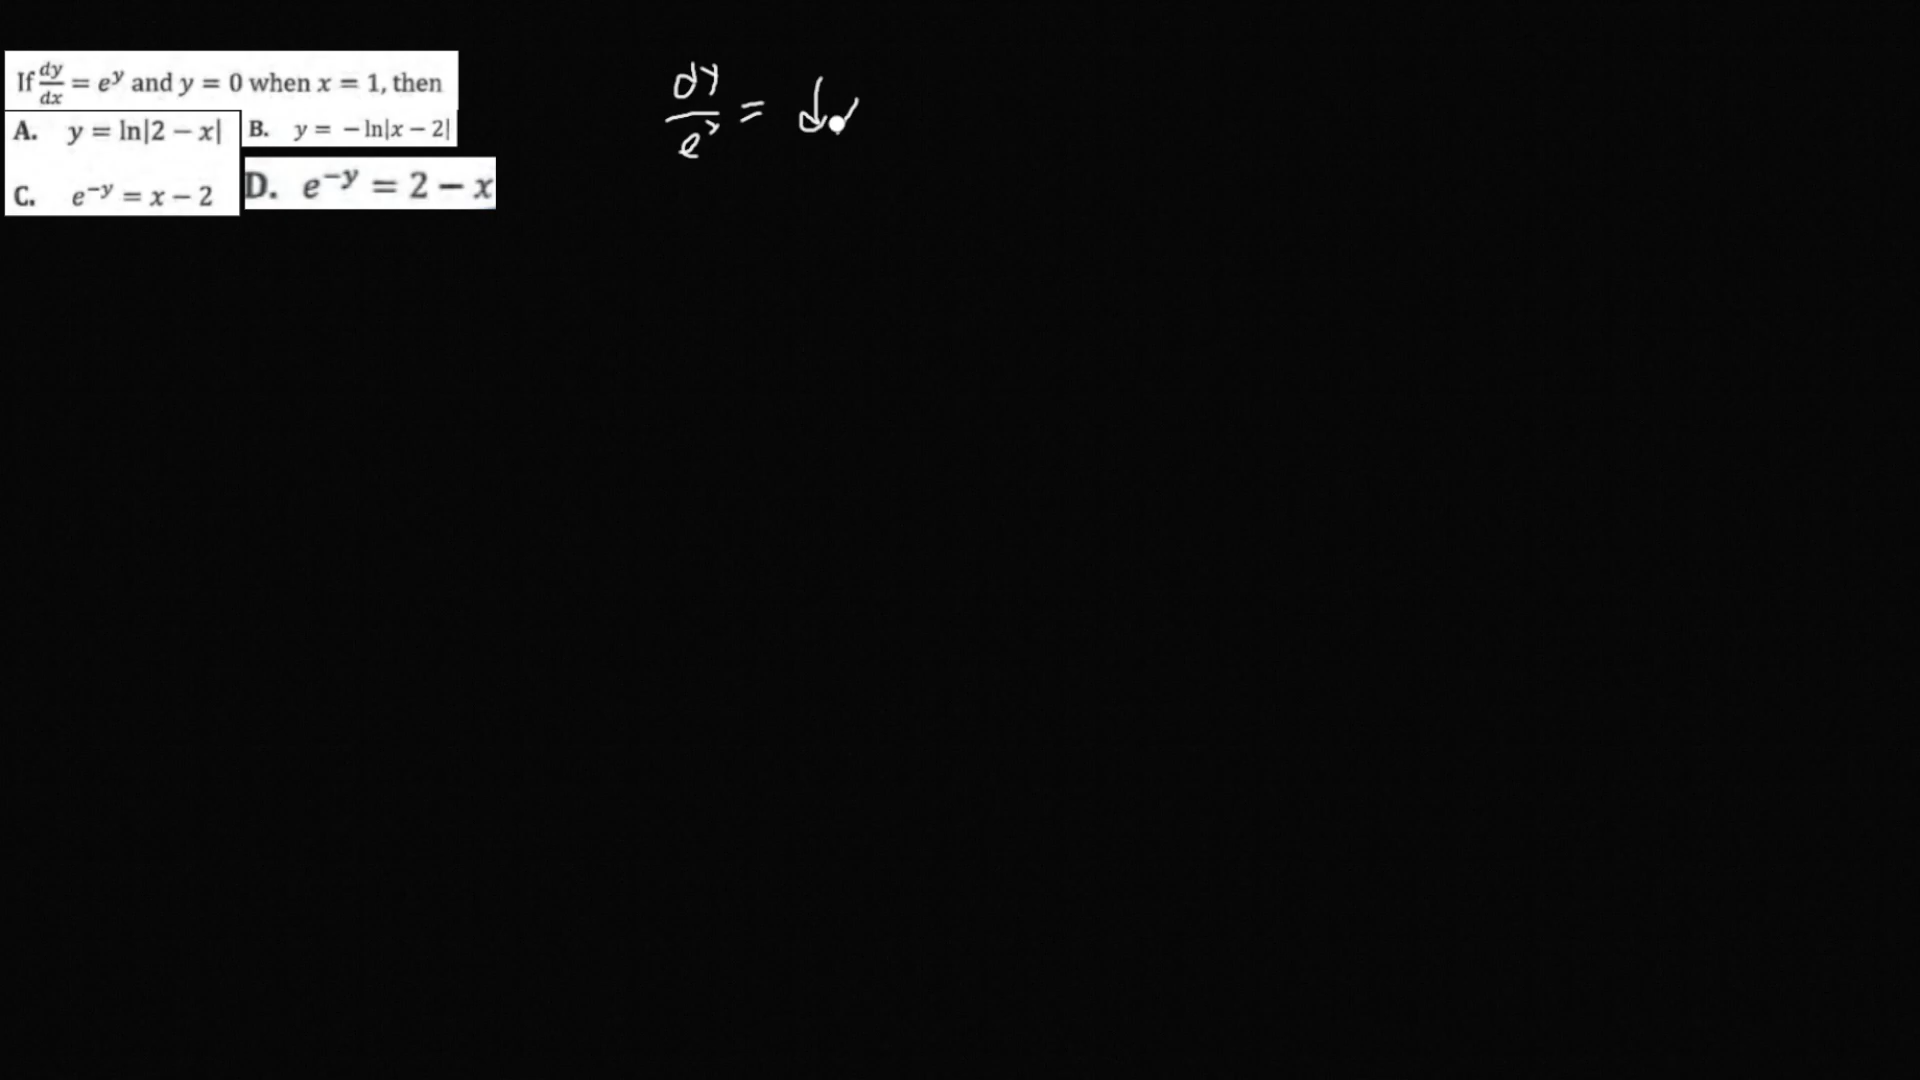 If dy/dx = e^y and y = 0 when x = 1, then
A. y = ln|2 − x|
B. y = − ln|x − 2|
C. e^−y = x − 2
D. e^−y = 2 − x
dy/e^y =